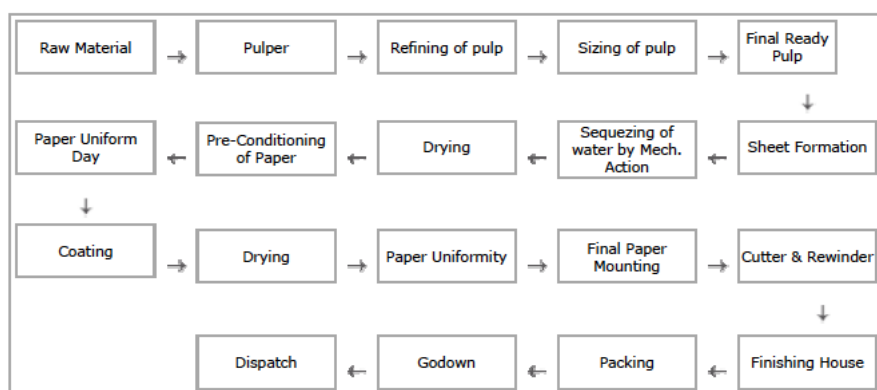 Raw Material
Pulper
Refining of pulp
Sizing of pulp
Final Ready
Pulp
Sheet Formation
Sequezing of
water by Mech.
Action
Drying
Pre-Conditioning
of Paper
Paper Uniform
Day
Coating
Drying
Paper Uniformity
Final Paper
Mounting
Cutter & Rewinder
Finishing House
Packing
Godown
Dispatch